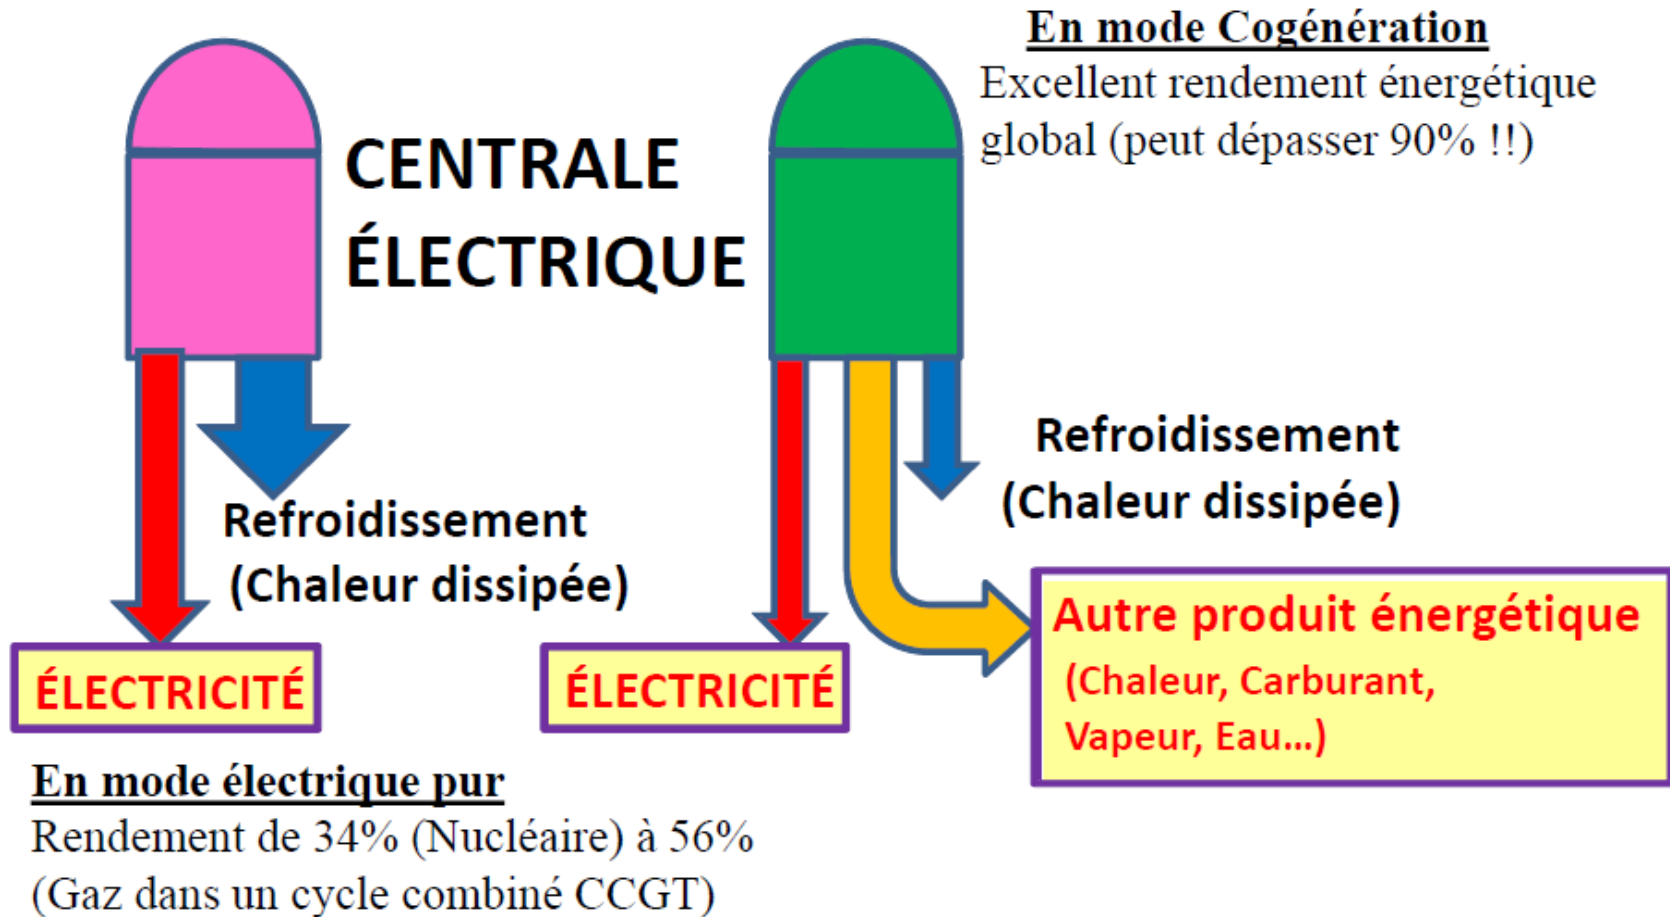 En mode Cogénération
Excellent rendement énergétique
global (peut dépasser 90% !!)
CENTRALE
ÉLECTRIQUE
Refroidissement
(Chaleur dissipée)
Refroidissement
(Chaleur dissipée)
ÉLECTRICITÉ
ÉLECTRICITÉ
Autre produit énergétique
(Chaleur, Carburant,
Vapeur, Eau...)
En mode électrique pur
Rendement de 34% (Nucléaire) à 56%
(Gaz dans un cycle combiné CCGT)